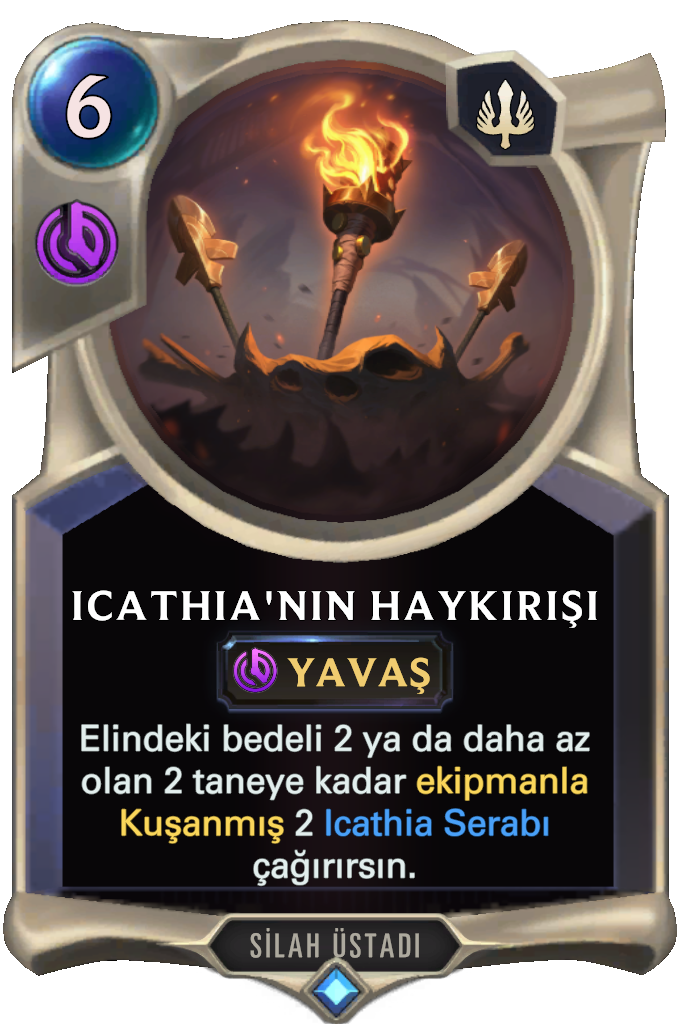 6
ICATHIA'NIN HAYKIRIŞI
YAVAŞ
Elindeki bedeli 2 ya da daha az
olan 2 taneye kadar ekipmanla
Kuşanmış 2 Icathia Serabı
çağırırsın.
SİLAH ÜSTADI